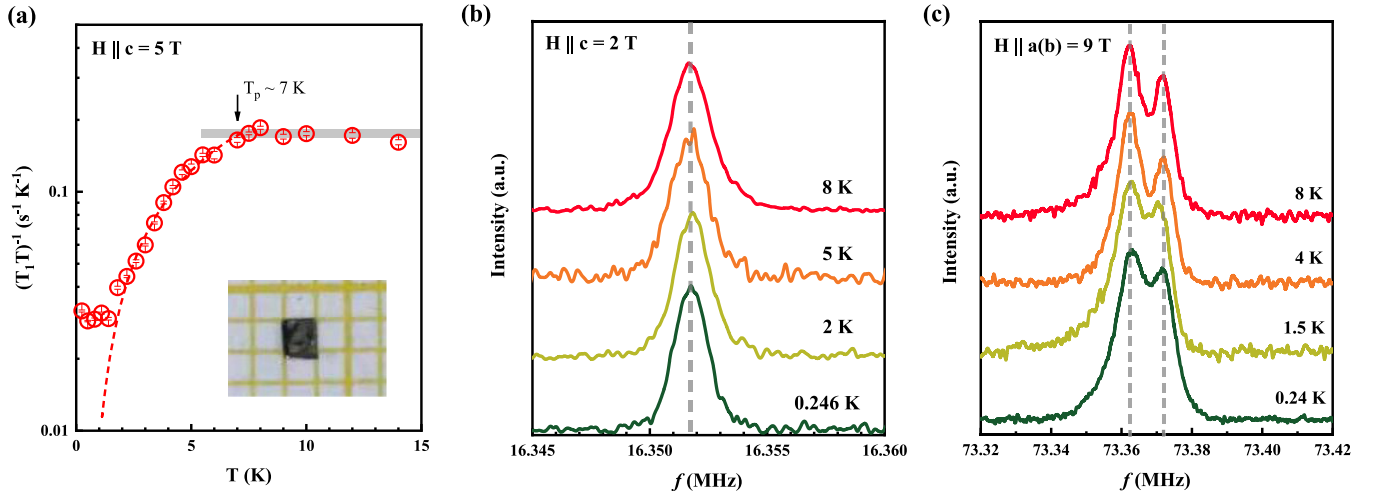 (a)
H || c = 5 T
T_p ~ 7 K
0.1
0.01
(T_1T)^-1 (s^-1 K^-1)
0 5 10 15
T (K)
(b)
H || c = 2 T
8 K
5 K
2 K
0.246 K
Intensity (a.u.)
16.345 16.350 16.355 16.360
f (MHz)
(c)
H || a(b) = 9 T
8 K
4 K
1.5 K
0.24 K
Intensity (a.u.)
73.32 73.34 73.36 73.38 73.40 73.42
f (MHz)